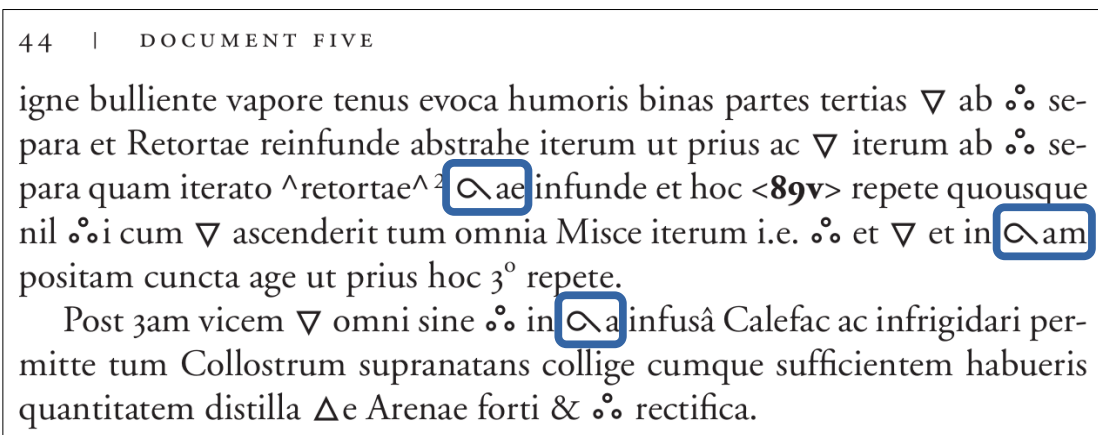 44 | DOCUMENT FIVE
igne bulliente vapore tenus evoca humoris binas partes tertias 🜄 ab ஃ se-
para et Retortae reinfunde abstrahe iterum ut prius ac 🜄 iterum ab ஃ se-
para quam iterato ^retortae^ ² 🝭ae infunde et hoc <89v> repete quousque
nil ஃi cum 🜄 ascenderit tum omnia Misce iterum i.e. ஃ et 🜄 et in 🝭am
positam cuncta age ut prius hoc 3º repete.
Post 3am vicem 🜄 omni sine ஃ in 🝭a infusâ Calefac ac infrigidari per-
mitte tum Collostrum supranatans collige cumque sufficientem habueris
quantitatem distilla 🜂e Arenae forti & ஃ rectifica.